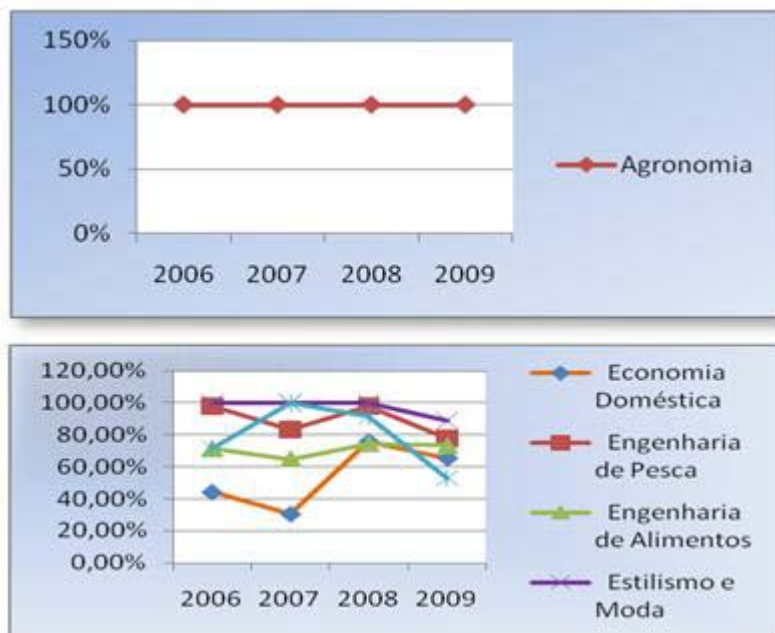 150%
100%
50%
0%
2006 2007 2008 2009
Agronomia
120,00%
100,00%
80,00%
60,00%
40,00%
20,00%
0,00%
2006 2007 2008 2009
Economia
Doméstica
Engenharia
de Pesca
Engenharia
de Alimentos
Estilismo e
Moda